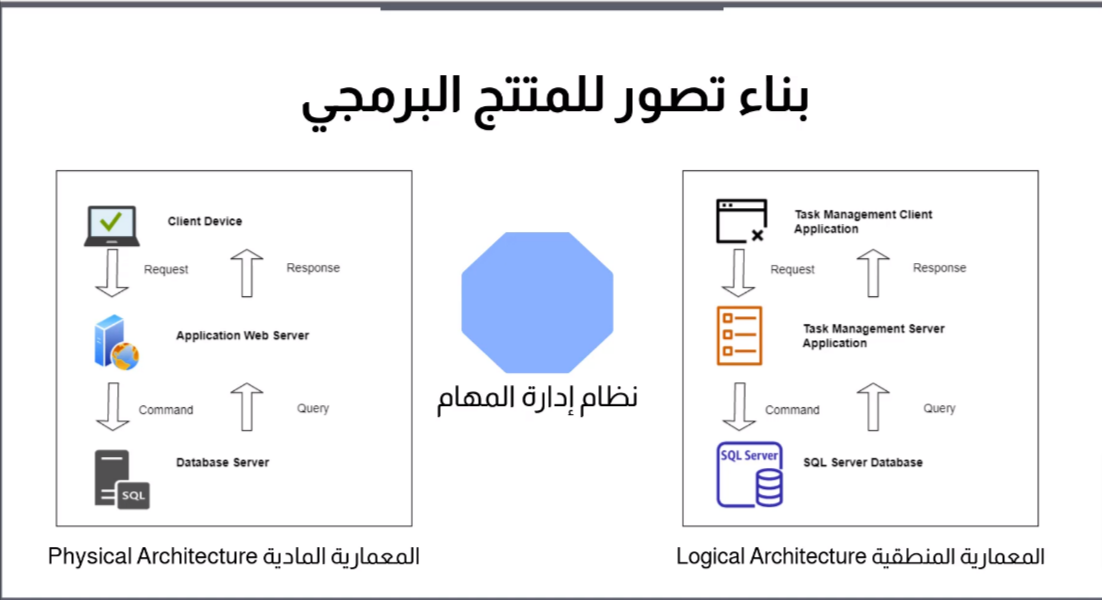 بناء تصور للمتتج البرمجي
Client Device
Request
Response
Application Web Server
Command
Query
Database Server
SQL
المعمارية المادية Physical Architecture
نظام إدارة المهام
Task Management Client
Application
Request
Response
Task Management Server
Application
Command
Query
SQL Server
SQL Server Database
المعمارية المنطقية Logical Architecture